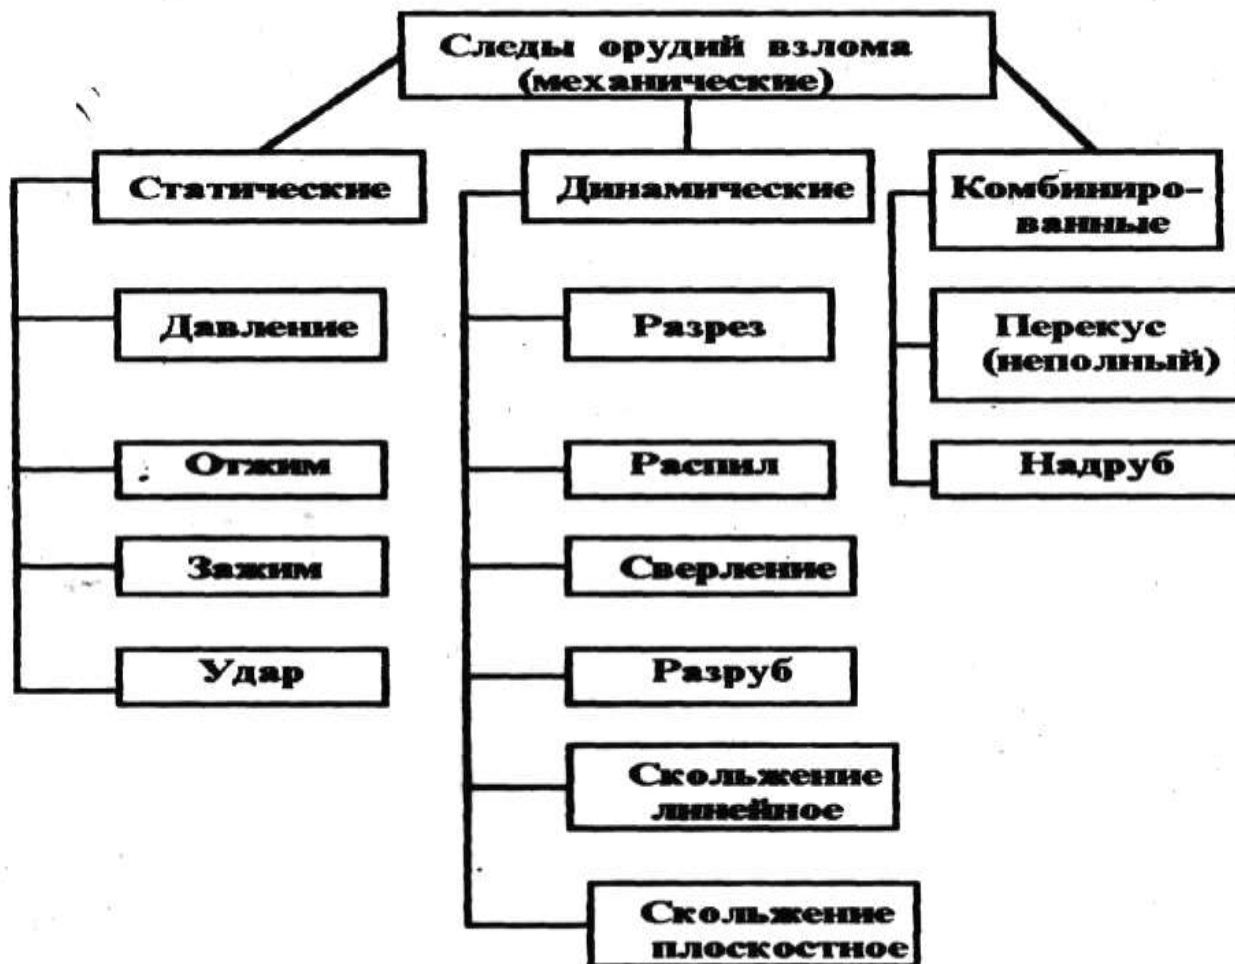 Следы орудий взлома
(механические)
Статические
Динамические
Комбиниро-
ванные
Давление
Отжим
Зажим
Удар
Разрез
Распил
Сверление
Разруб
Скольжение
линейное
Скольжение
плоскостное
Перекус
(неполный)
Надруб